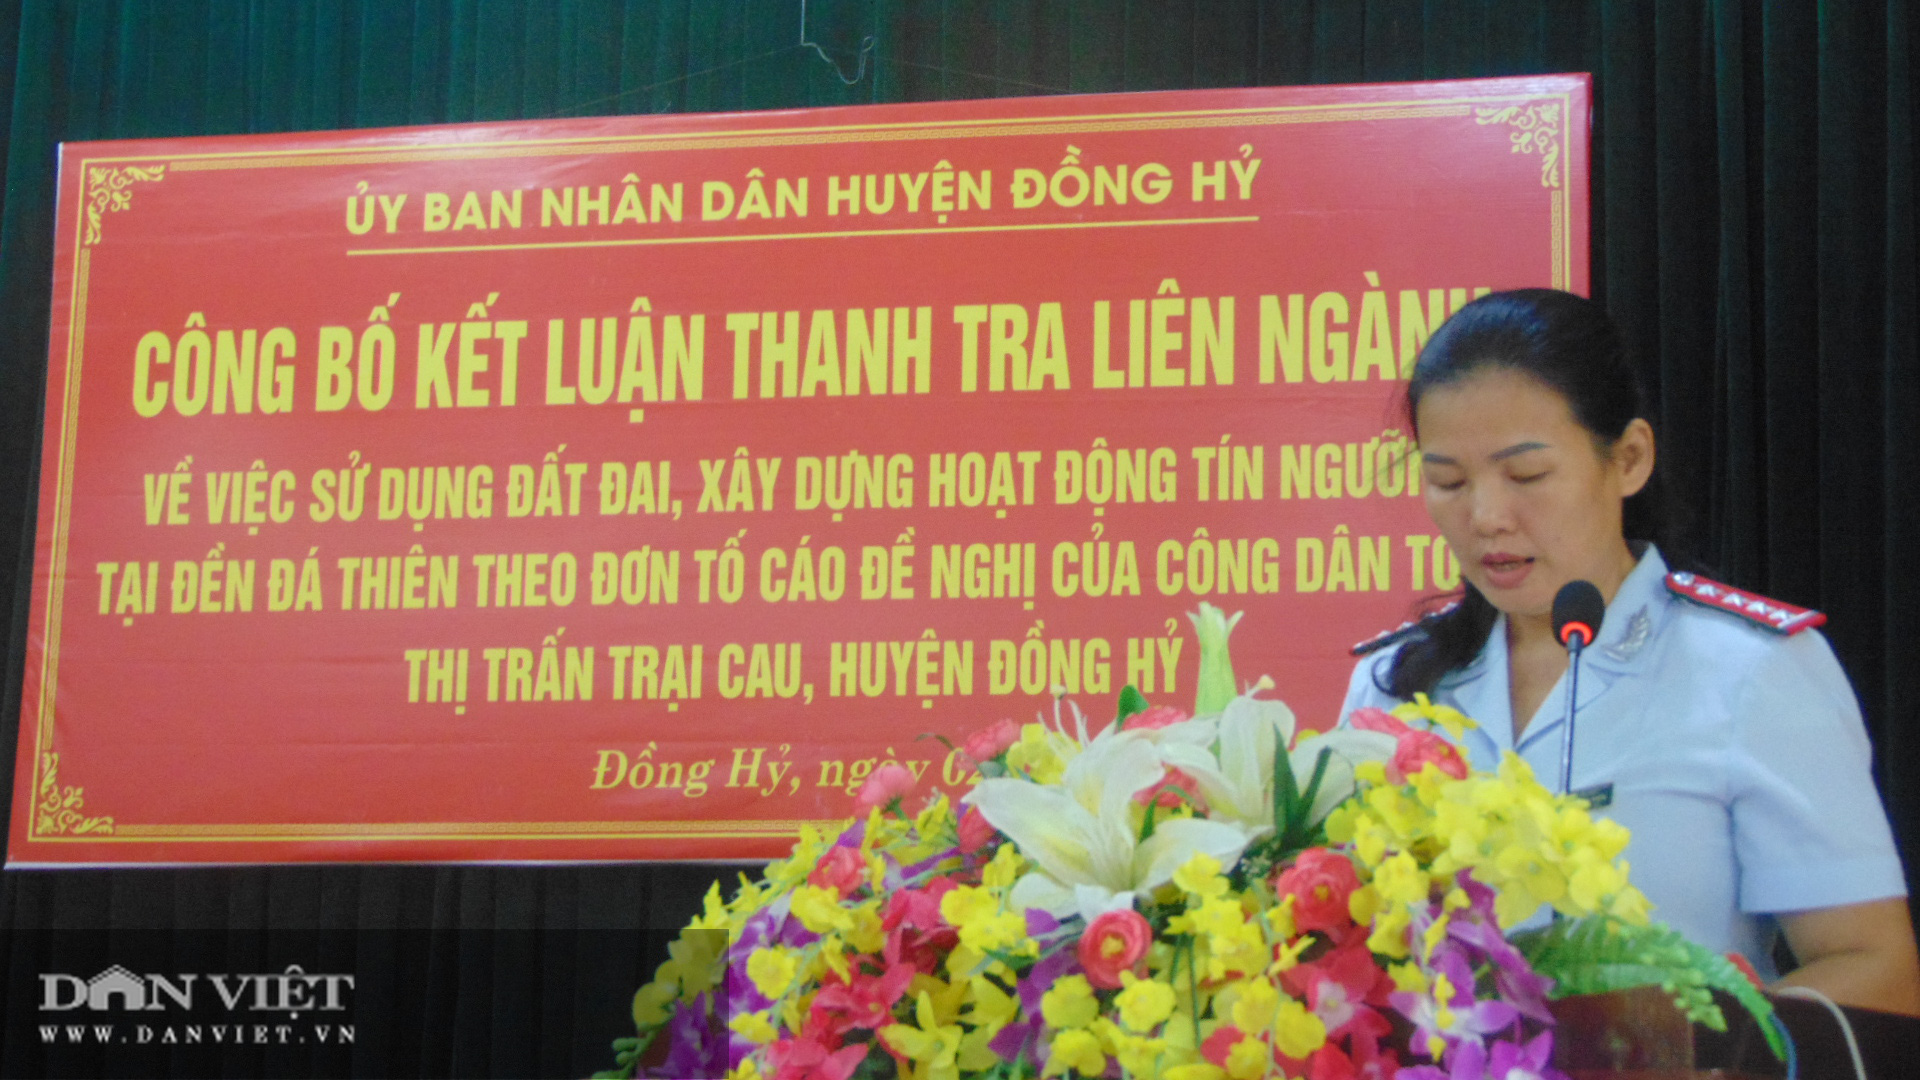 ỦY BAN NHÂN DÂN HUYỆN ĐỒNG HỶ
CÔNG BỐ KẾT LUẬN THANH TRA LIÊN NGÀNH
VỀ VIỆC SỬ DỤNG ĐẤT ĐAI, XÂY DỰNG HOẠT ĐỘNG TÍN NGƯỠNG
TẠI ĐỀN ĐÁ THIÊN THEO ĐƠN TỐ CÁO ĐỀ NGHỊ CỦA CÔNG DÂN
THỊ TRẤN TRẠI CAU, HUYỆN ĐỒNG HỶ
Đồng Hỷ, ngày
DÂN VIỆT
WWW.DANVIET.VN